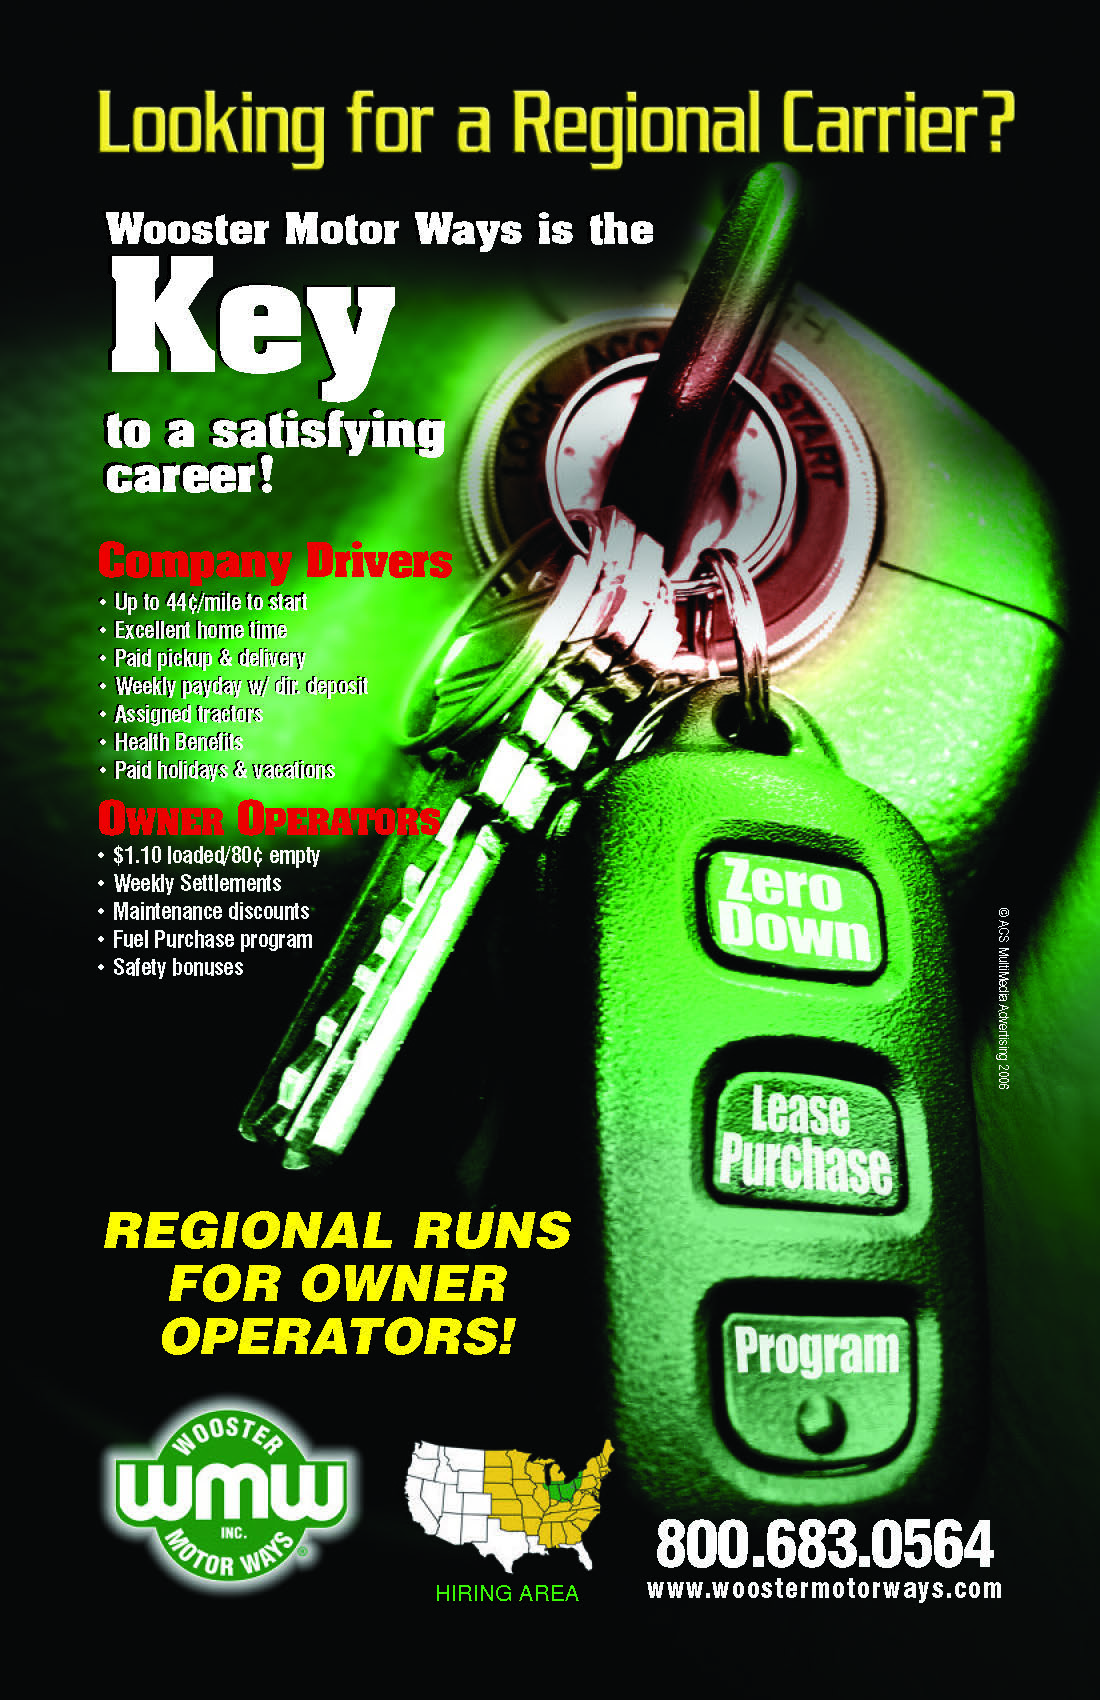 Looking for a Regional Carrier?
Wooster Motor Ways is the
Key
to a satisfying
career!
LOCK
ACC
START
Company Drivers
• Up to 44¢/mile to start
• Excellent home time
• Paid pickup & delivery
• Weekly payday w/ dir. deposit
• Assigned tractors
• Health Benefits
• Paid holidays & vacations
OWNER OPERATORS
• $1.10 loaded/80¢ empty
• Weekly Settlements
• Maintenance discounts
• Fuel Purchase program
• Safety bonuses
Zero
Down
Lease
Purchase
Program
© ACS MultiMedia Advertising 2006
REGIONAL RUNS
FOR OWNER
OPERATORS!
WOOSTER
WMW
INC.
MOTOR WAYS®
HIRING AREA
800.683.0564
www.woostermotorways.com